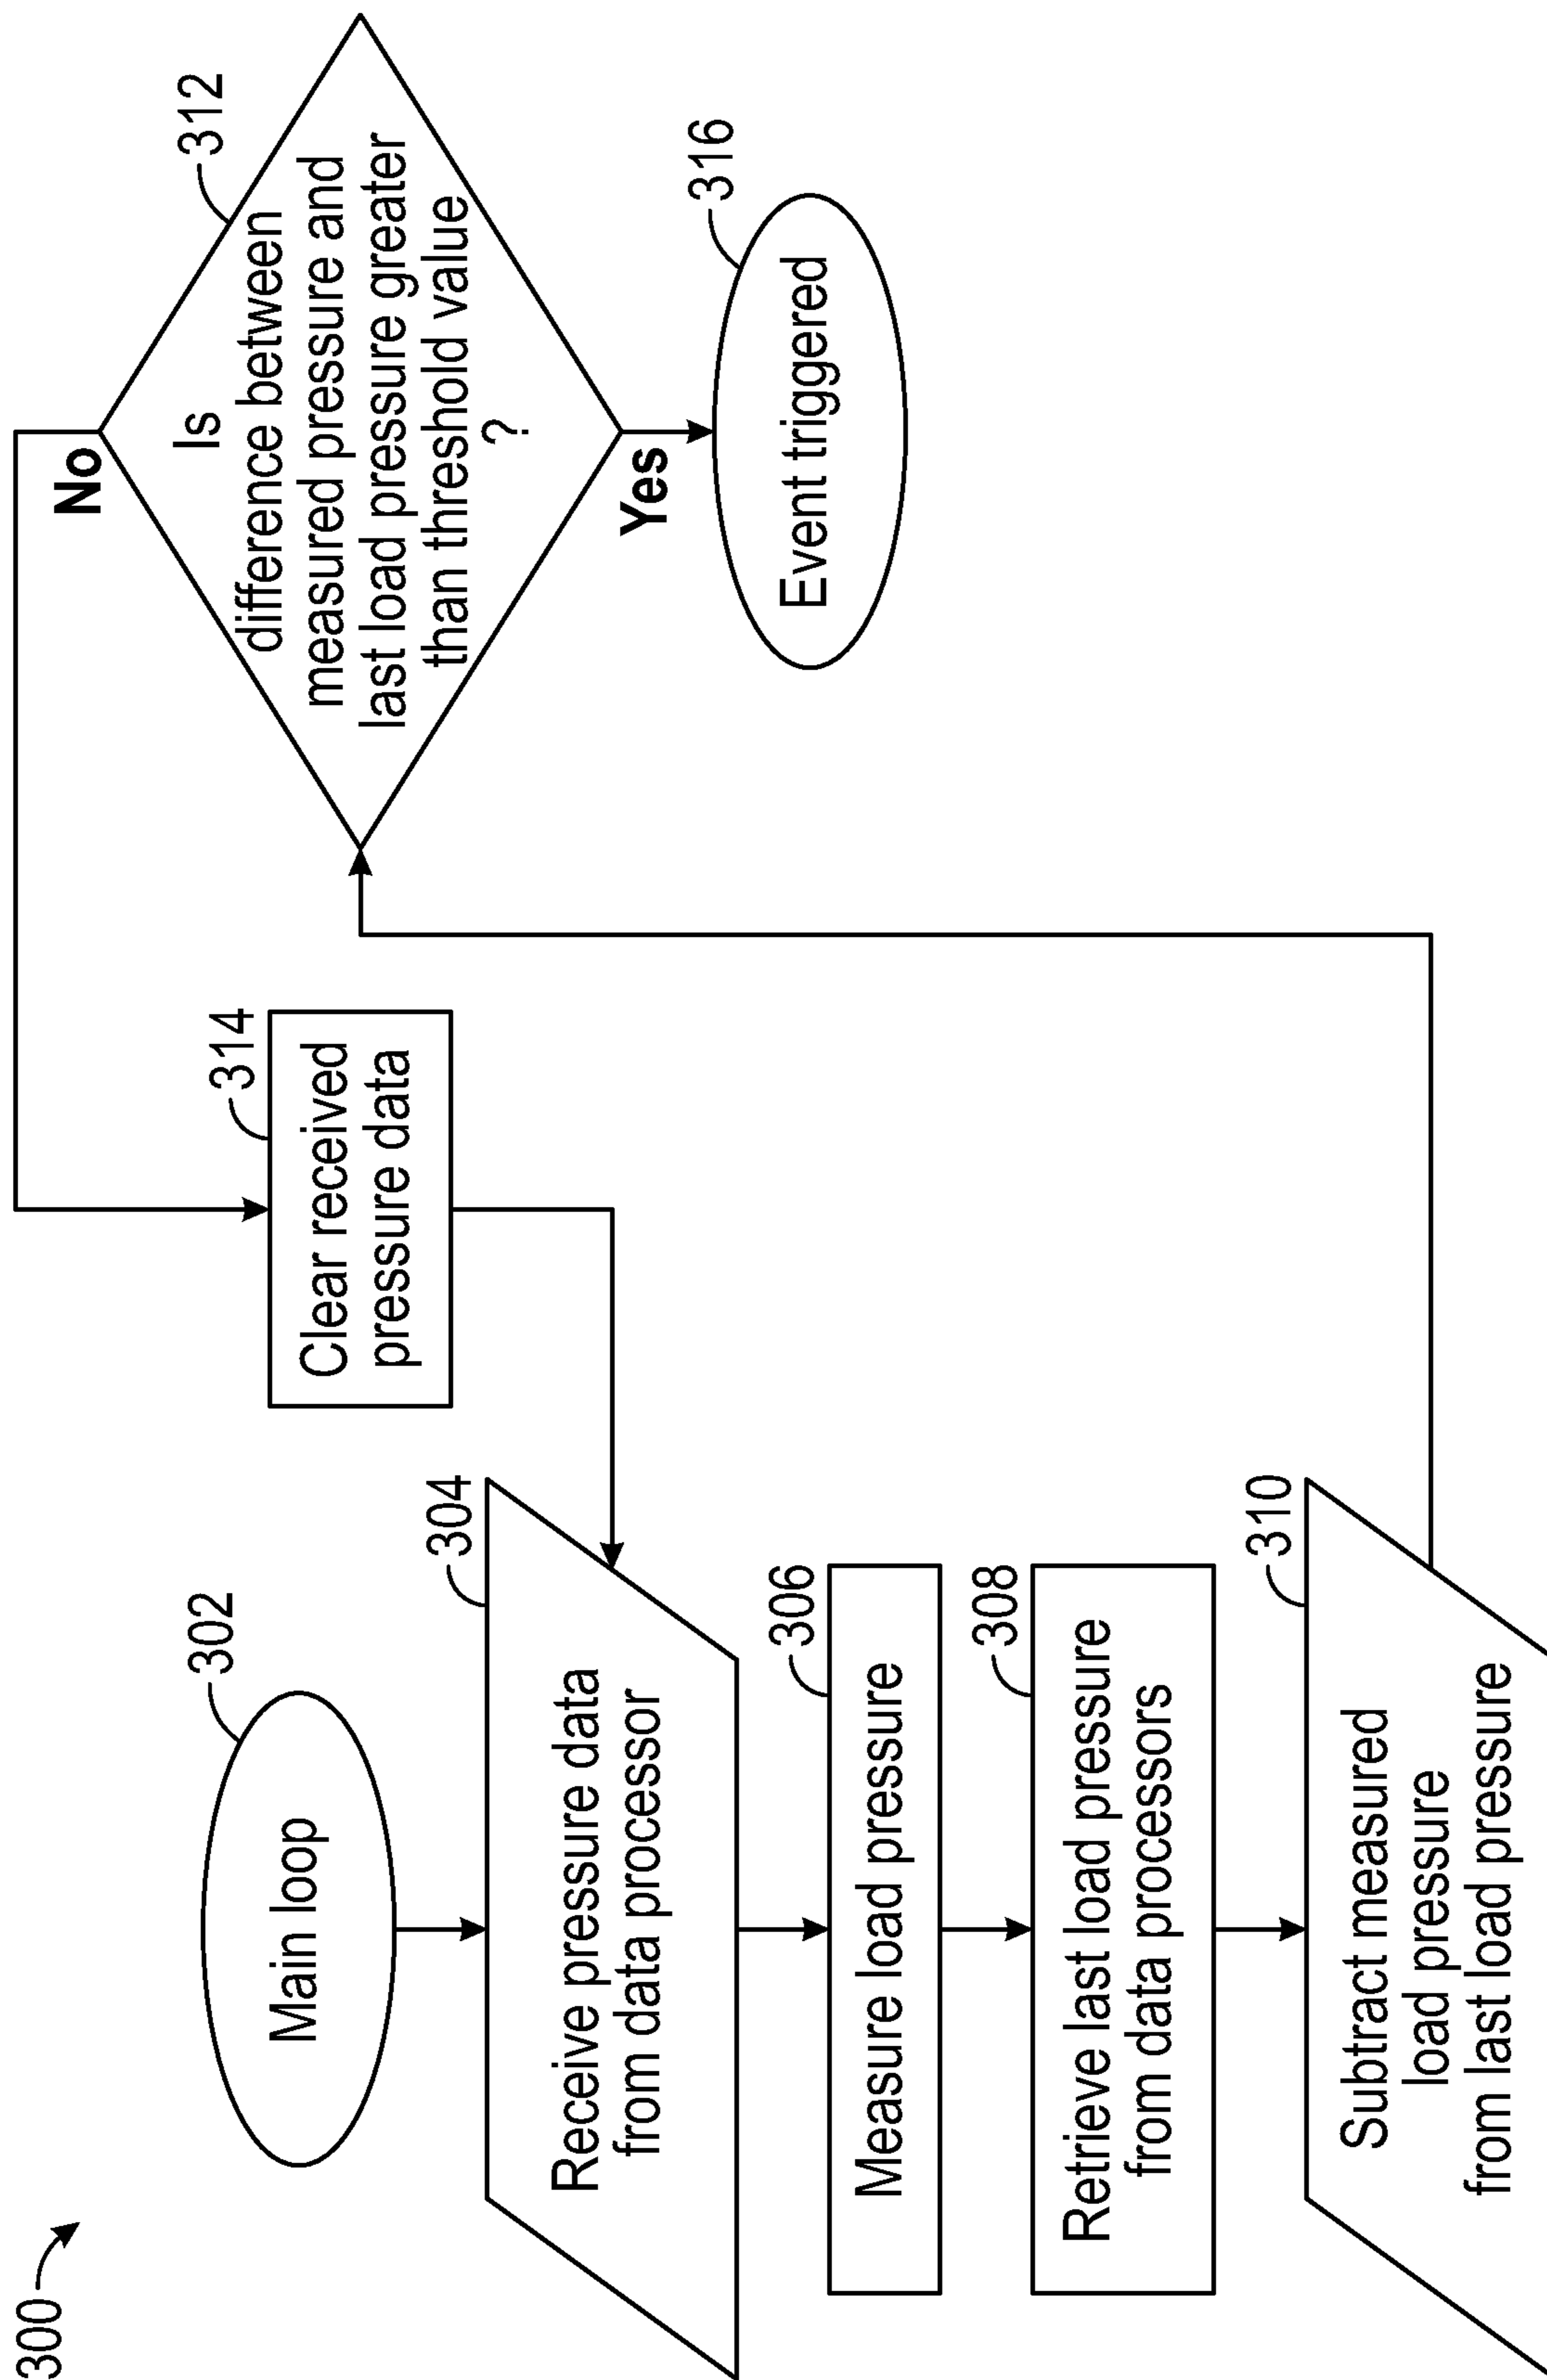 300
302
Main loop
304
Receive pressure data
from data processor
306
Measure load pressure
308
Retrieve last load pressure
from data processors
310
Subtract measured
load pressure
from last load pressure
312
Is
difference between
measured pressure and
last load pressure greater
than threshold value
?
No
Yes
314
Clear received
pressure data
316
Event triggered